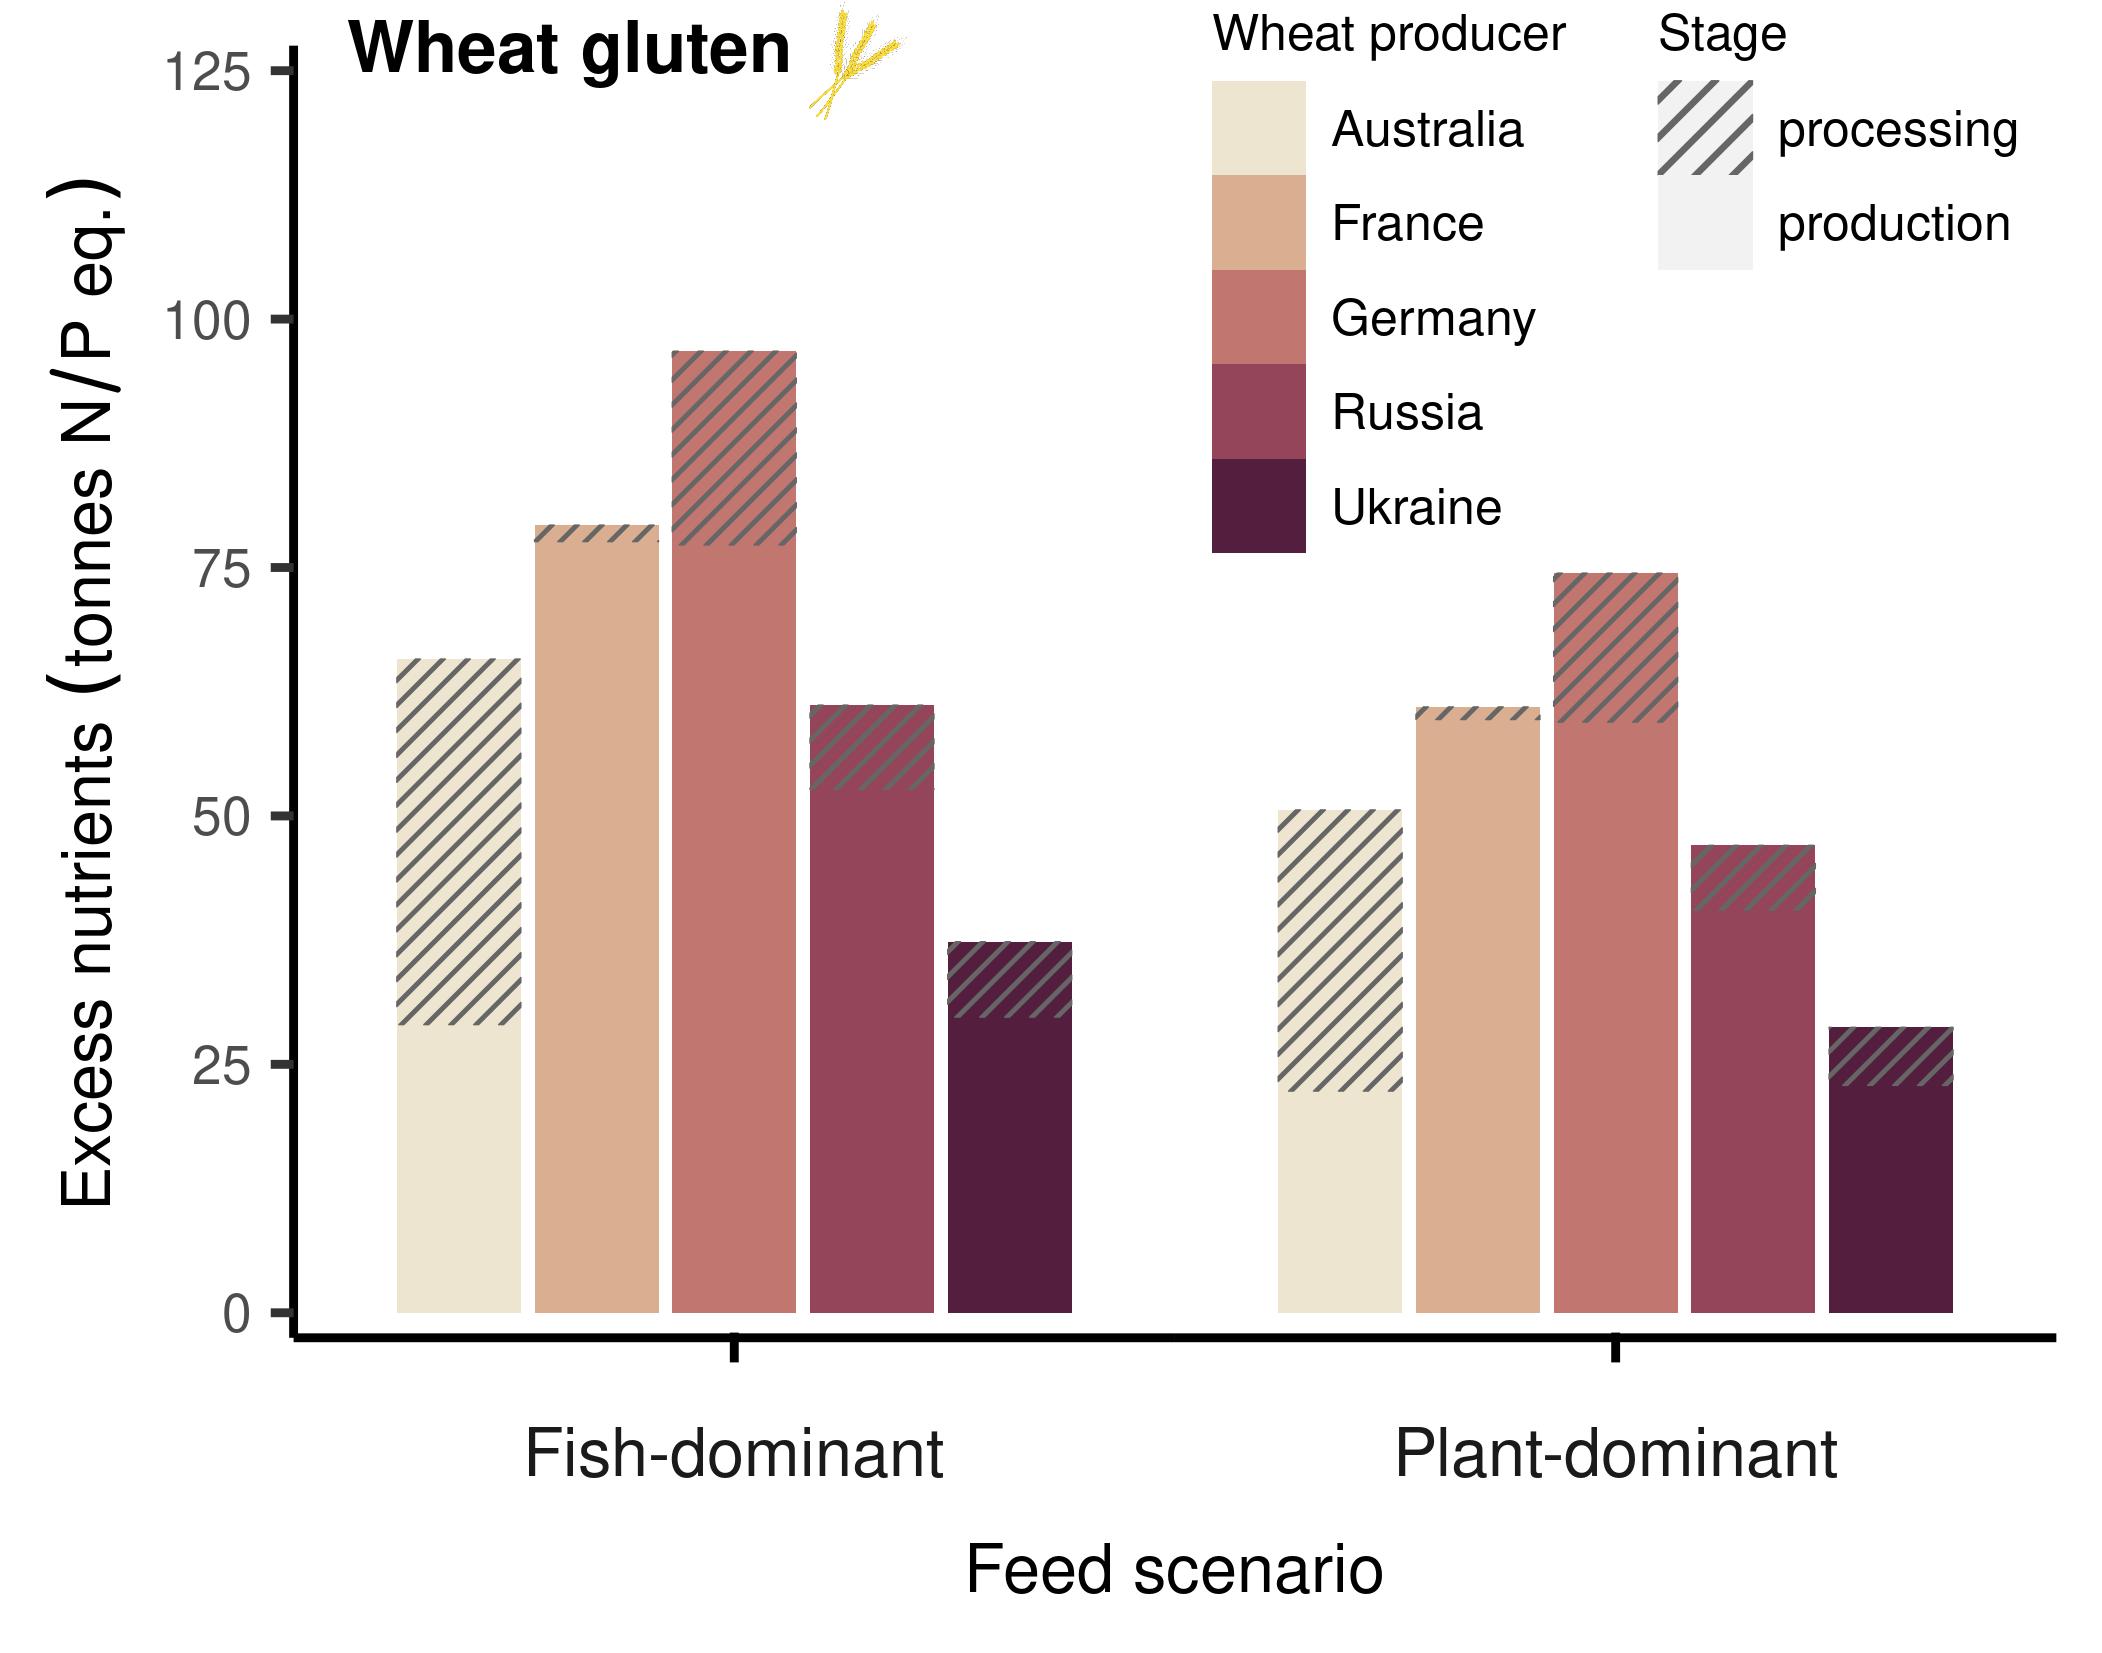 Wheat gluten
Wheat producer
Australia
France
Germany
Russia
Ukraine
Stage
processing
production
Excess nutrients (tonnes N/P eq.)
125
100
75
50
25
0
Fish-dominant
Plant-dominant
Feed scenario